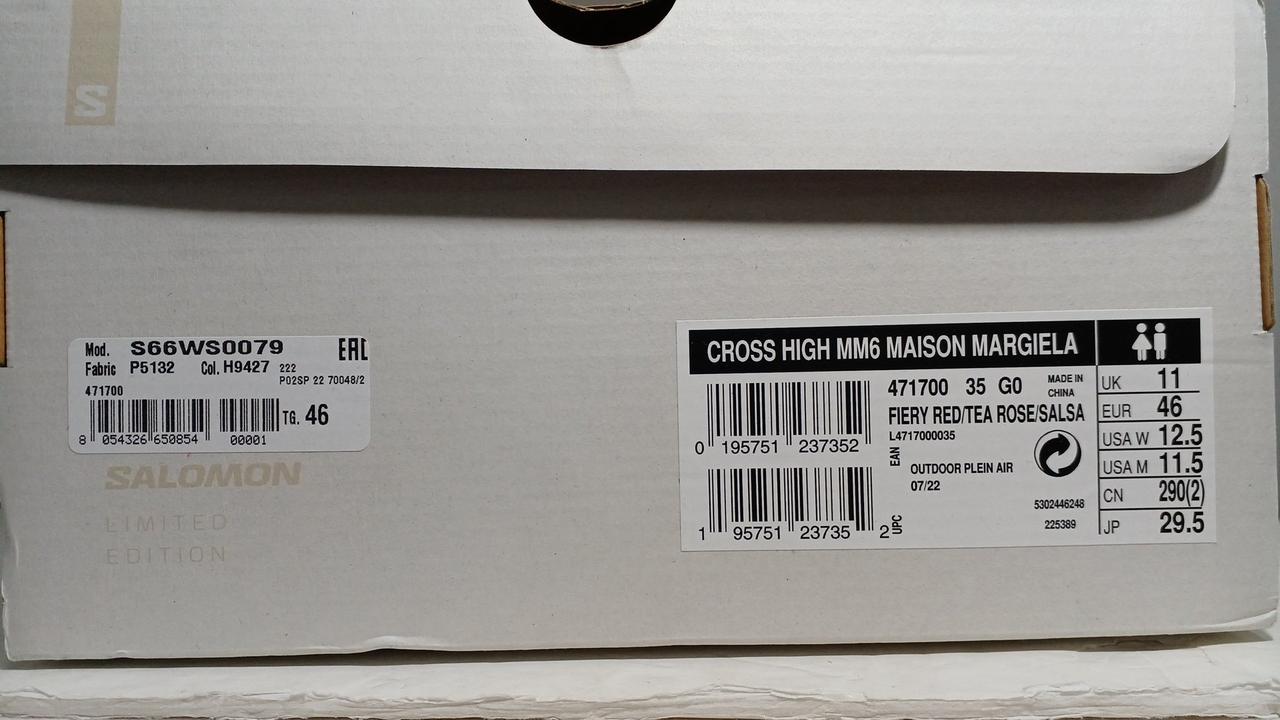 S
Mod. S66WS0079 EAC
Fabric P5132 Col. H9427 222
P02SP 22 70048/2
471700
TG. 46
8 054326 650854 00001
SALOMON
LIMITED
EDITION
CROSS HIGH MM6 MAISON MARGIELA
471700 35 G0 MADE IN
CHINA
FIERY RED/TEA ROSE/SALSA
L4717000035
0 195751 237352
EAN
OUTDOOR PLEIN AIR
07/22
5302446248
225389
1 95751 23735 2
UPC
UK 11
EUR 46
USA W 12.5
USA M 11.5
CN 290(2)
JP 29.5